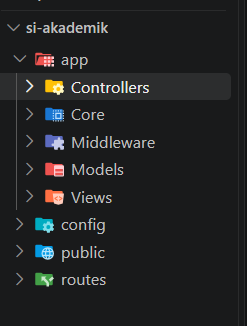 si-akademik
app
Controllers
Core
Middleware
Models
Views
config
public
routes